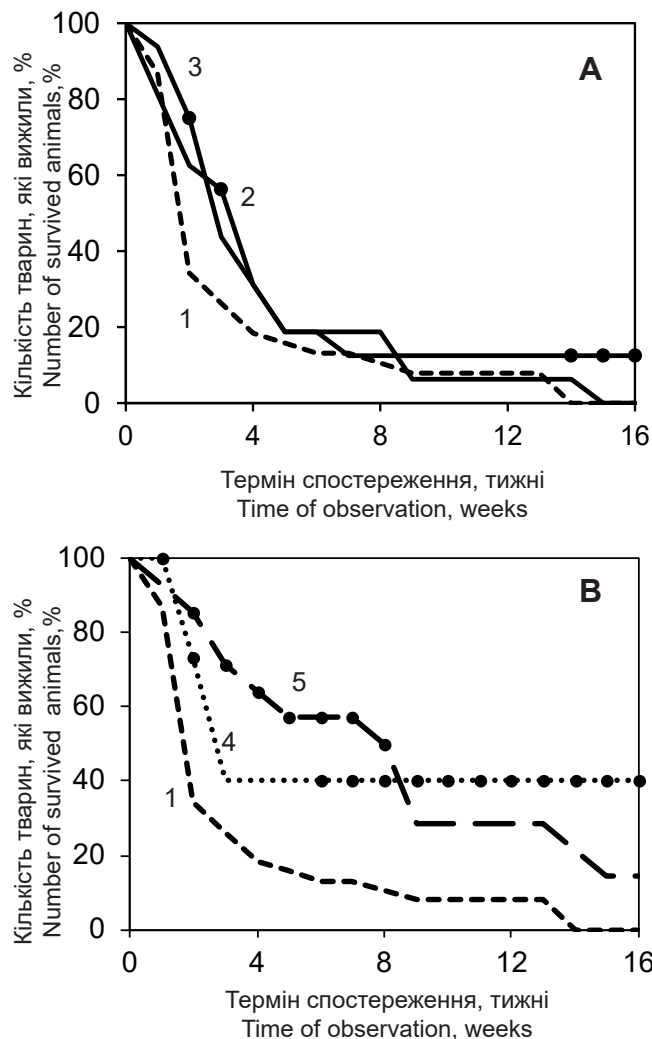 Кількість тварин, які вижили, %
Number of survived animals,%
100
80
60
40
20
0
A
3
2
1
0
4
8
12
16
Термін спостереження, тижні
Time of observation, weeks
Кількість тварин, які вижили, %
Number of survived animals,%
100
80
60
40
20
0
B
5
4
1
0
4
8
12
16
Термін спостереження, тижні
Time of observation, weeks